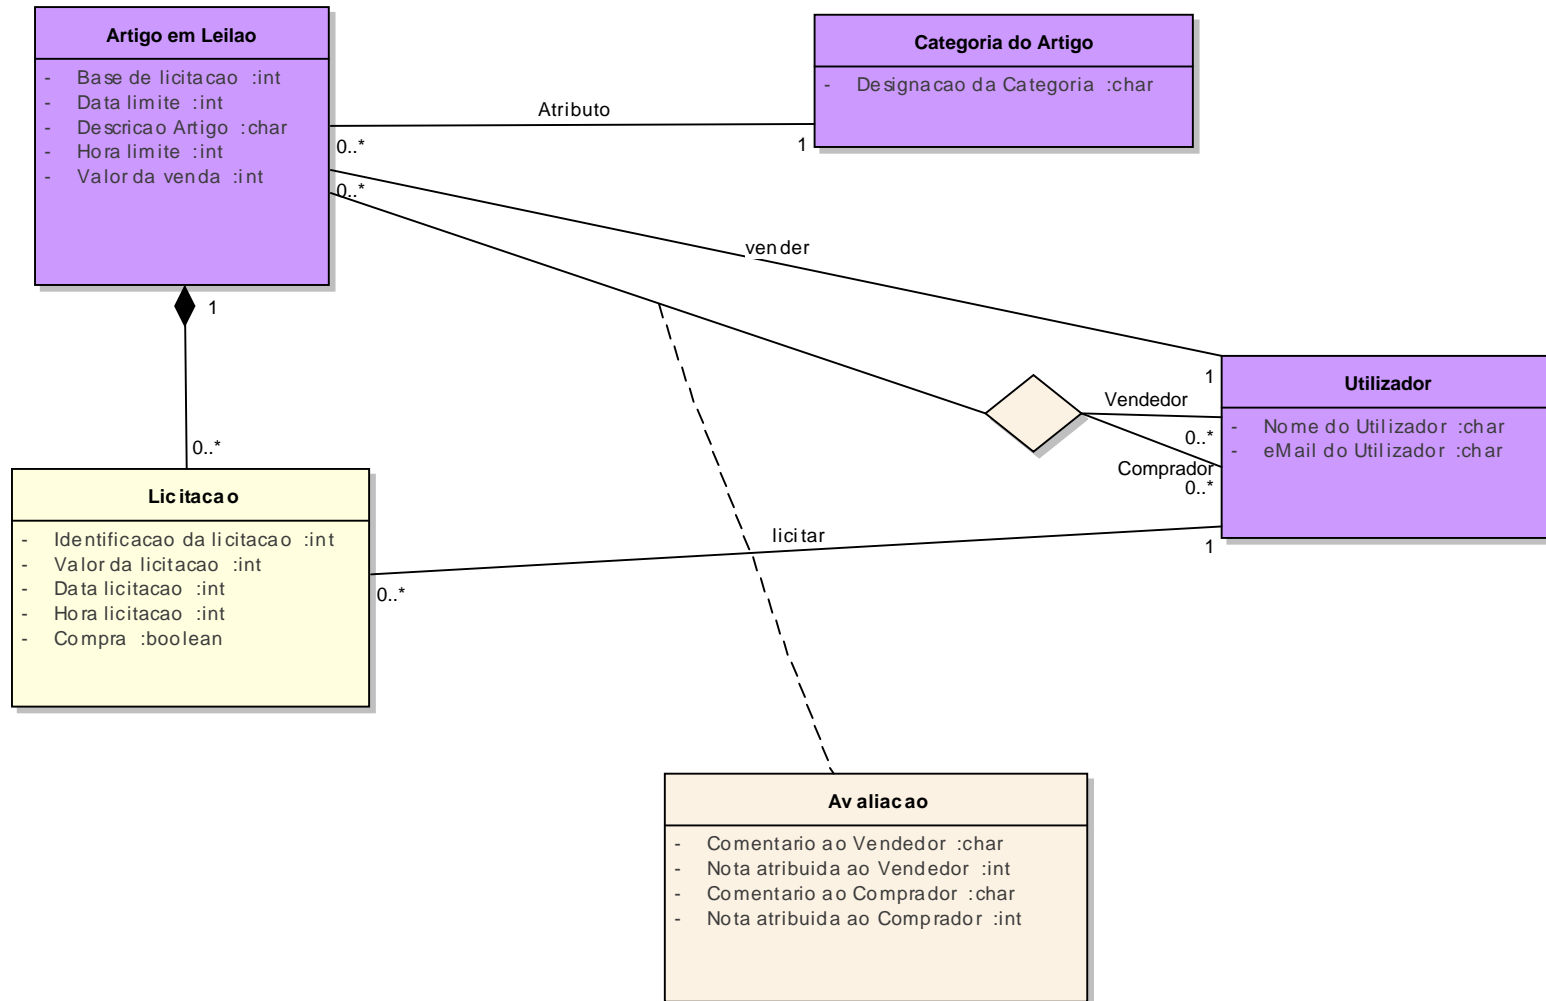 Artigo em Leilao
- Base de licitacao :int
- Data limite :int
- Descricao Artigo :char
- Hora limite :int
- Valor da venda :int
Categoria do Artigo
- Designacao da Categoria :char
Atributo
0..*
1
0..*
vender
1
1
Vendedor
0..*
Comprador
0..*
Utilizador
- Nome do Utilizador :char
- eMail do Utilizador :char
0..*
Licitacao
- Identificacao da licitacao :int
- Valor da licitacao :int
- Data licitacao :int
- Hora licitacao :int
- Compra :boolean
licitar
0..*
1
Avaliacao
- Comentario ao Vendedor :char
- Nota atribuida ao Vendedor :int
- Comentario ao Comprador :char
- Nota atribuida ao Comprador :int